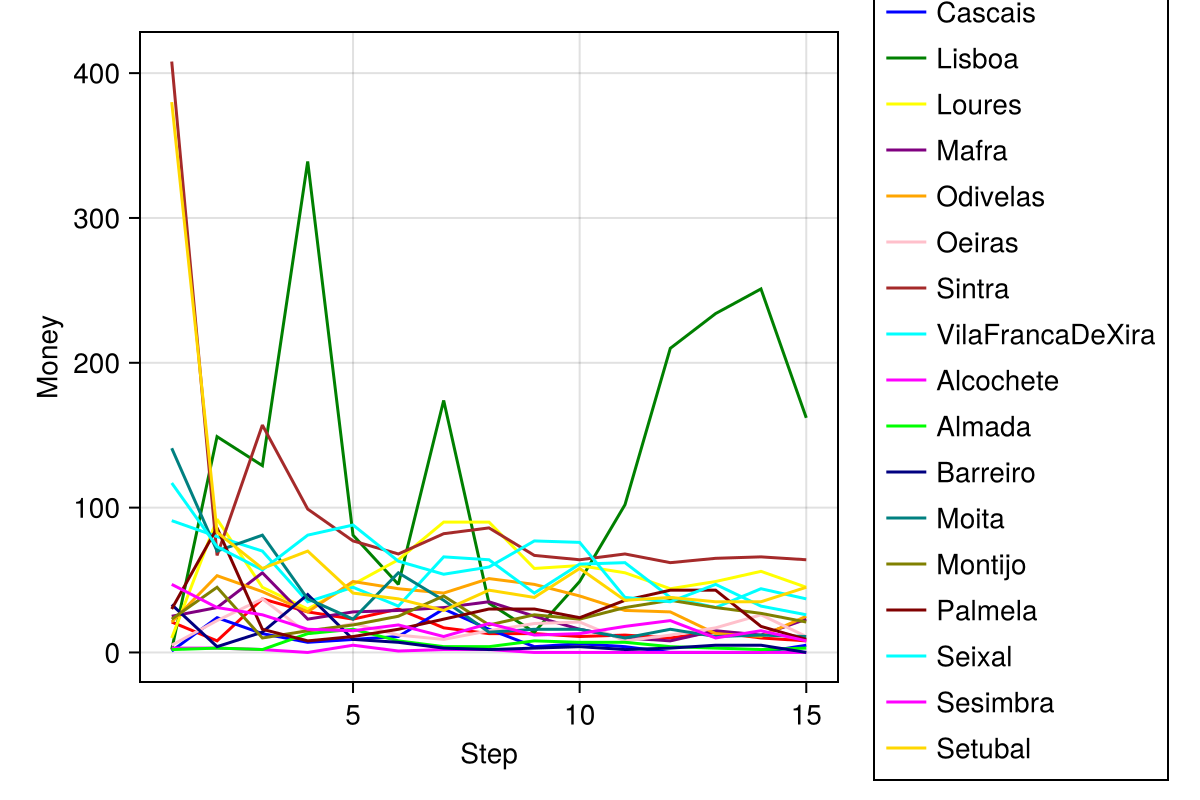 400
300
200
100
0
5
10
15
Money
Step
Cascais
Lisboa
Loures
Mafra
Odivelas
Oeiras
Sintra
VilaFrancaDeXira
Alcochete
Almada
Barreiro
Moita
Montijo
Palmela
Seixal
Sesimbra
Setubal